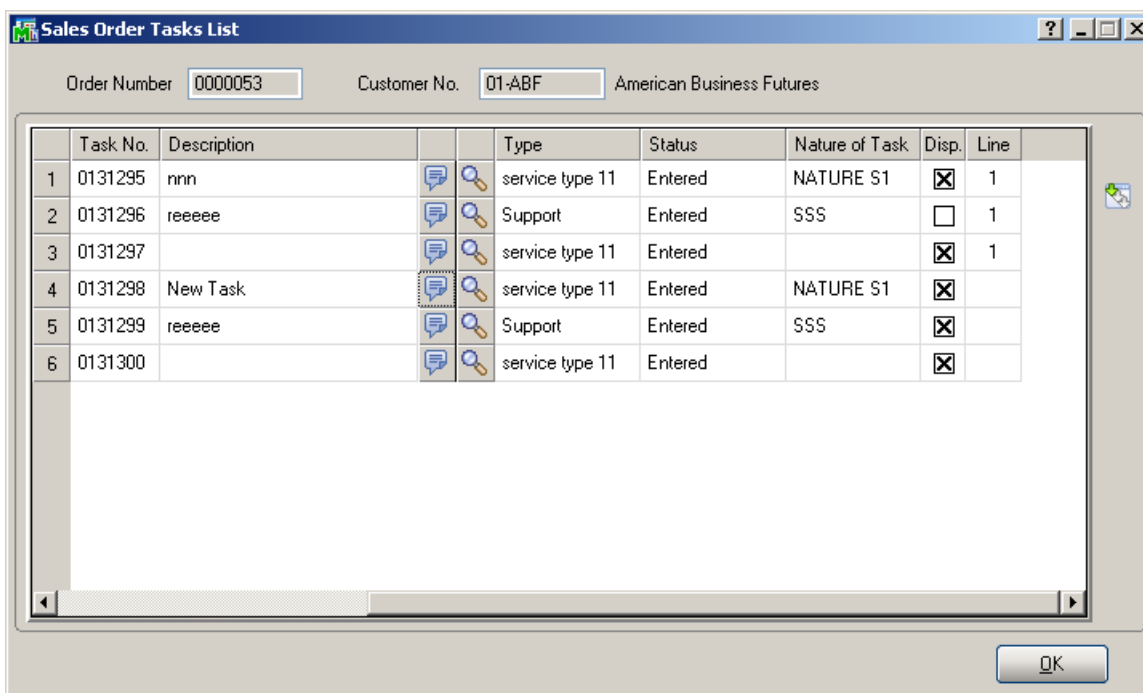 Sales Order Tasks List
Order Number 0000053 Customer No. 01-ABF American Business Futures
Task No. Description Type Status Nature of Task Disp. Line
1 0131295 nnn service type 11 Entered NATURE S1 1
2 0131296 reeeee Support Entered SSS 1
3 0131297 service type 11 Entered 1
4 0131298 New Task service type 11 Entered NATURE S1
5 0131299 reeeee Support Entered SSS
6 0131300 service type 11 Entered
OK